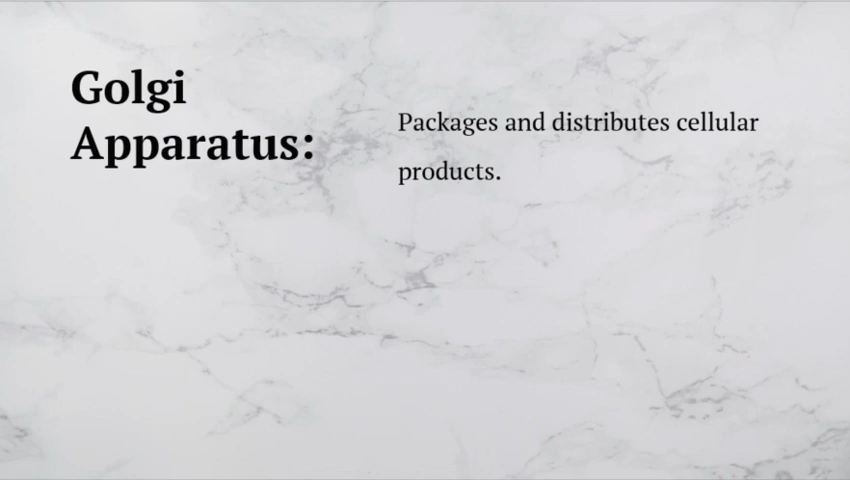 Golgi
Apparatus:
Packages and distributes cellular
products.